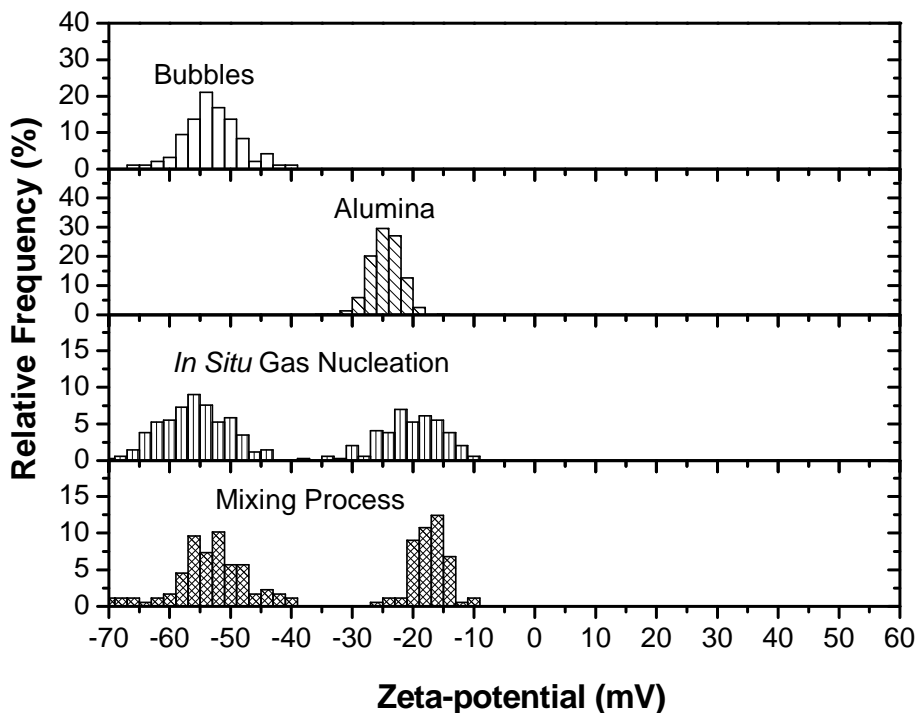 40
30
Bubbles
20
10
0
40
Alumina
30
20
10
0
15
In Situ Gas Nucleation
10
5
0
Mixing Process
15
10
5
0
-70 -60 -50 -40 -30 -20 -10 0 10 20 30 40 50 60
Zeta-potential (mV)
Relative Frequency (%)